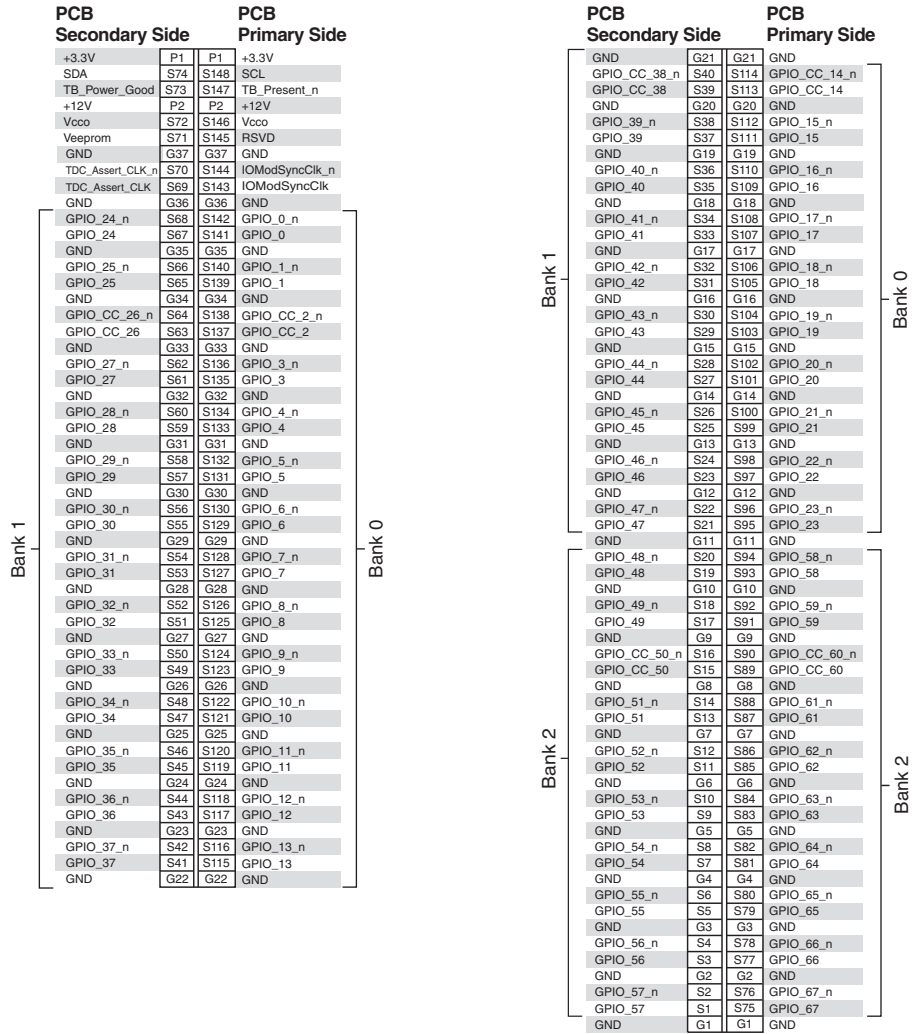 PCB Secondary Side PCB Primary Side
+3.3V P1 P1 +3.3V
SDA S74 S148 SCL
TB_Power_Good S73 S147 TB_Present_n
+12V P2 P2 +12V
Vcco S72 S146 Vcco
Veeprom S71 S145 RSVD
GND G37 G37 GND
TDC_Assert_CLK_n S70 S144 IOModSyncClk_n
TDC_Assert_CLK S69 S143 IOModSyncClk
GND G36 G36 GND
GPIO_24_n S68 S142 GPIO_0_n
GPIO_24 S67 S141 GPIO_0
GND G35 G35 GND
GPIO_25_n S66 S140 GPIO_1_n
GPIO_25 S65 S139 GPIO_1
GND G34 G34 GND
GPIO_CC_26_n S64 S138 GPIO_CC_2_n
GPIO_CC_26 S63 S137 GPIO_CC_2
GND G33 G33 GND
GPIO_27_n S62 S136 GPIO_3_n
GPIO_27 S61 S135 GPIO_3
GND G32 G32 GND
GPIO_28_n S60 S134 GPIO_4_n
GPIO_28 S59 S133 GPIO_4
GND G31 G31 GND
GPIO_29_n S58 S132 GPIO_5_n
GPIO_29 S57 S131 GPIO_5
GND G30 G30 GND
GPIO_30_n S56 S130 GPIO_6_n
GPIO_30 S55 S129 GPIO_6
GND G29 G29 GND
GPIO_31_n S54 S128 GPIO_7_n
GPIO_31 S53 S127 GPIO_7
GND G28 G28 GND
GPIO_32_n S52 S126 GPIO_8_n
GPIO_32 S51 S125 GPIO_8
GND G27 G27 GND
GPIO_33_n S50 S124 GPIO_9_n
GPIO_33 S49 S123 GPIO_9
GND G26 G26 GND
GPIO_34_n S48 S122 GPIO_10_n
GPIO_34 S47 S121 GPIO_10
GND G25 G25 GND
GPIO_35_n S46 S120 GPIO_11_n
GPIO_35 S45 S119 GPIO_11
GND G24 G24 GND
GPIO_36_n S44 S118 GPIO_12_n
GPIO_36 S43 S117 GPIO_12
GND G23 G23 GND
GPIO_37_n S42 S116 GPIO_13_n
GPIO_37 S41 S115 GPIO_13
GND G22 G22 GND
Bank 1
Bank 0
PCB Secondary Side PCB Primary Side
GND G21 G21 GND
GPIO_CC_38_n S40 S114 GPIO_CC_14_n
GPIO_CC_38 S39 S113 GPIO_CC_14
GND G20 G20 GND
GPIO_39_n S38 S112 GPIO_15_n
GPIO_39 S37 S111 GPIO_15
GND G19 G19 GND
GPIO_40_n S36 S110 GPIO_16_n
GPIO_40 S35 S109 GPIO_16
GND G18 G18 GND
GPIO_41_n S34 S108 GPIO_17_n
GPIO_41 S33 S107 GPIO_17
GND G17 G17 GND
GPIO_42_n S32 S106 GPIO_18_n
GPIO_42 S31 S105 GPIO_18
GND G16 G16 GND
GPIO_43_n S30 S104 GPIO_19_n
GPIO_43 S29 S103 GPIO_19
GND G15 G15 GND
GPIO_44_n S28 S102 GPIO_20_n
GPIO_44 S27 S101 GPIO_20
GND G14 G14 GND
GPIO_45_n S26 S100 GPIO_21_n
GPIO_45 S25 S99 GPIO_21
GND G13 G13 GND
GPIO_46_n S24 S98 GPIO_22_n
GPIO_46 S23 S97 GPIO_22
GND G12 G12 GND
GPIO_47_n S22 S96 GPIO_23_n
GPIO_47 S21 S95 GPIO_23
GND G11 G11 GND
GPIO_48_n S20 S94 GPIO_58_n
GPIO_48 S19 S93 GPIO_58
GND G10 G10 GND
GPIO_49_n S18 S92 GPIO_59_n
GPIO_49 S17 S91 GPIO_59
GND G9 G9 GND
GPIO_CC_50_n S16 S90 GPIO_CC_60_n
GPIO_CC_50 S15 S89 GPIO_CC_60
GND G8 G8 GND
GPIO_51_n S14 S88 GPIO_61_n
GPIO_51 S13 S87 GPIO_61
GND G7 G7 GND
GPIO_52_n S12 S86 GPIO_62_n
GPIO_52 S11 S85 GPIO_62
GND G6 G6 GND
GPIO_53_n S10 S84 GPIO_63_n
GPIO_53 S9 S83 GPIO_63
GND G5 G5 GND
GPIO_54_n S8 S82 GPIO_64_n
GPIO_54 S7 S81 GPIO_64
GND G4 G4 GND
GPIO_55_n S6 S80 GPIO_65_n
GPIO_55 S5 S79 GPIO_65
GND G3 G3 GND
GPIO_56_n S4 S78 GPIO_66_n
GPIO_56 S3 S77 GPIO_66
GND G2 G2 GND
GPIO_57_n S2 S76 GPIO_67_n
GPIO_57 S1 S75 GPIO_67
GND G1 G1 GND
Bank 1
Bank 0
Bank 2
Bank 2